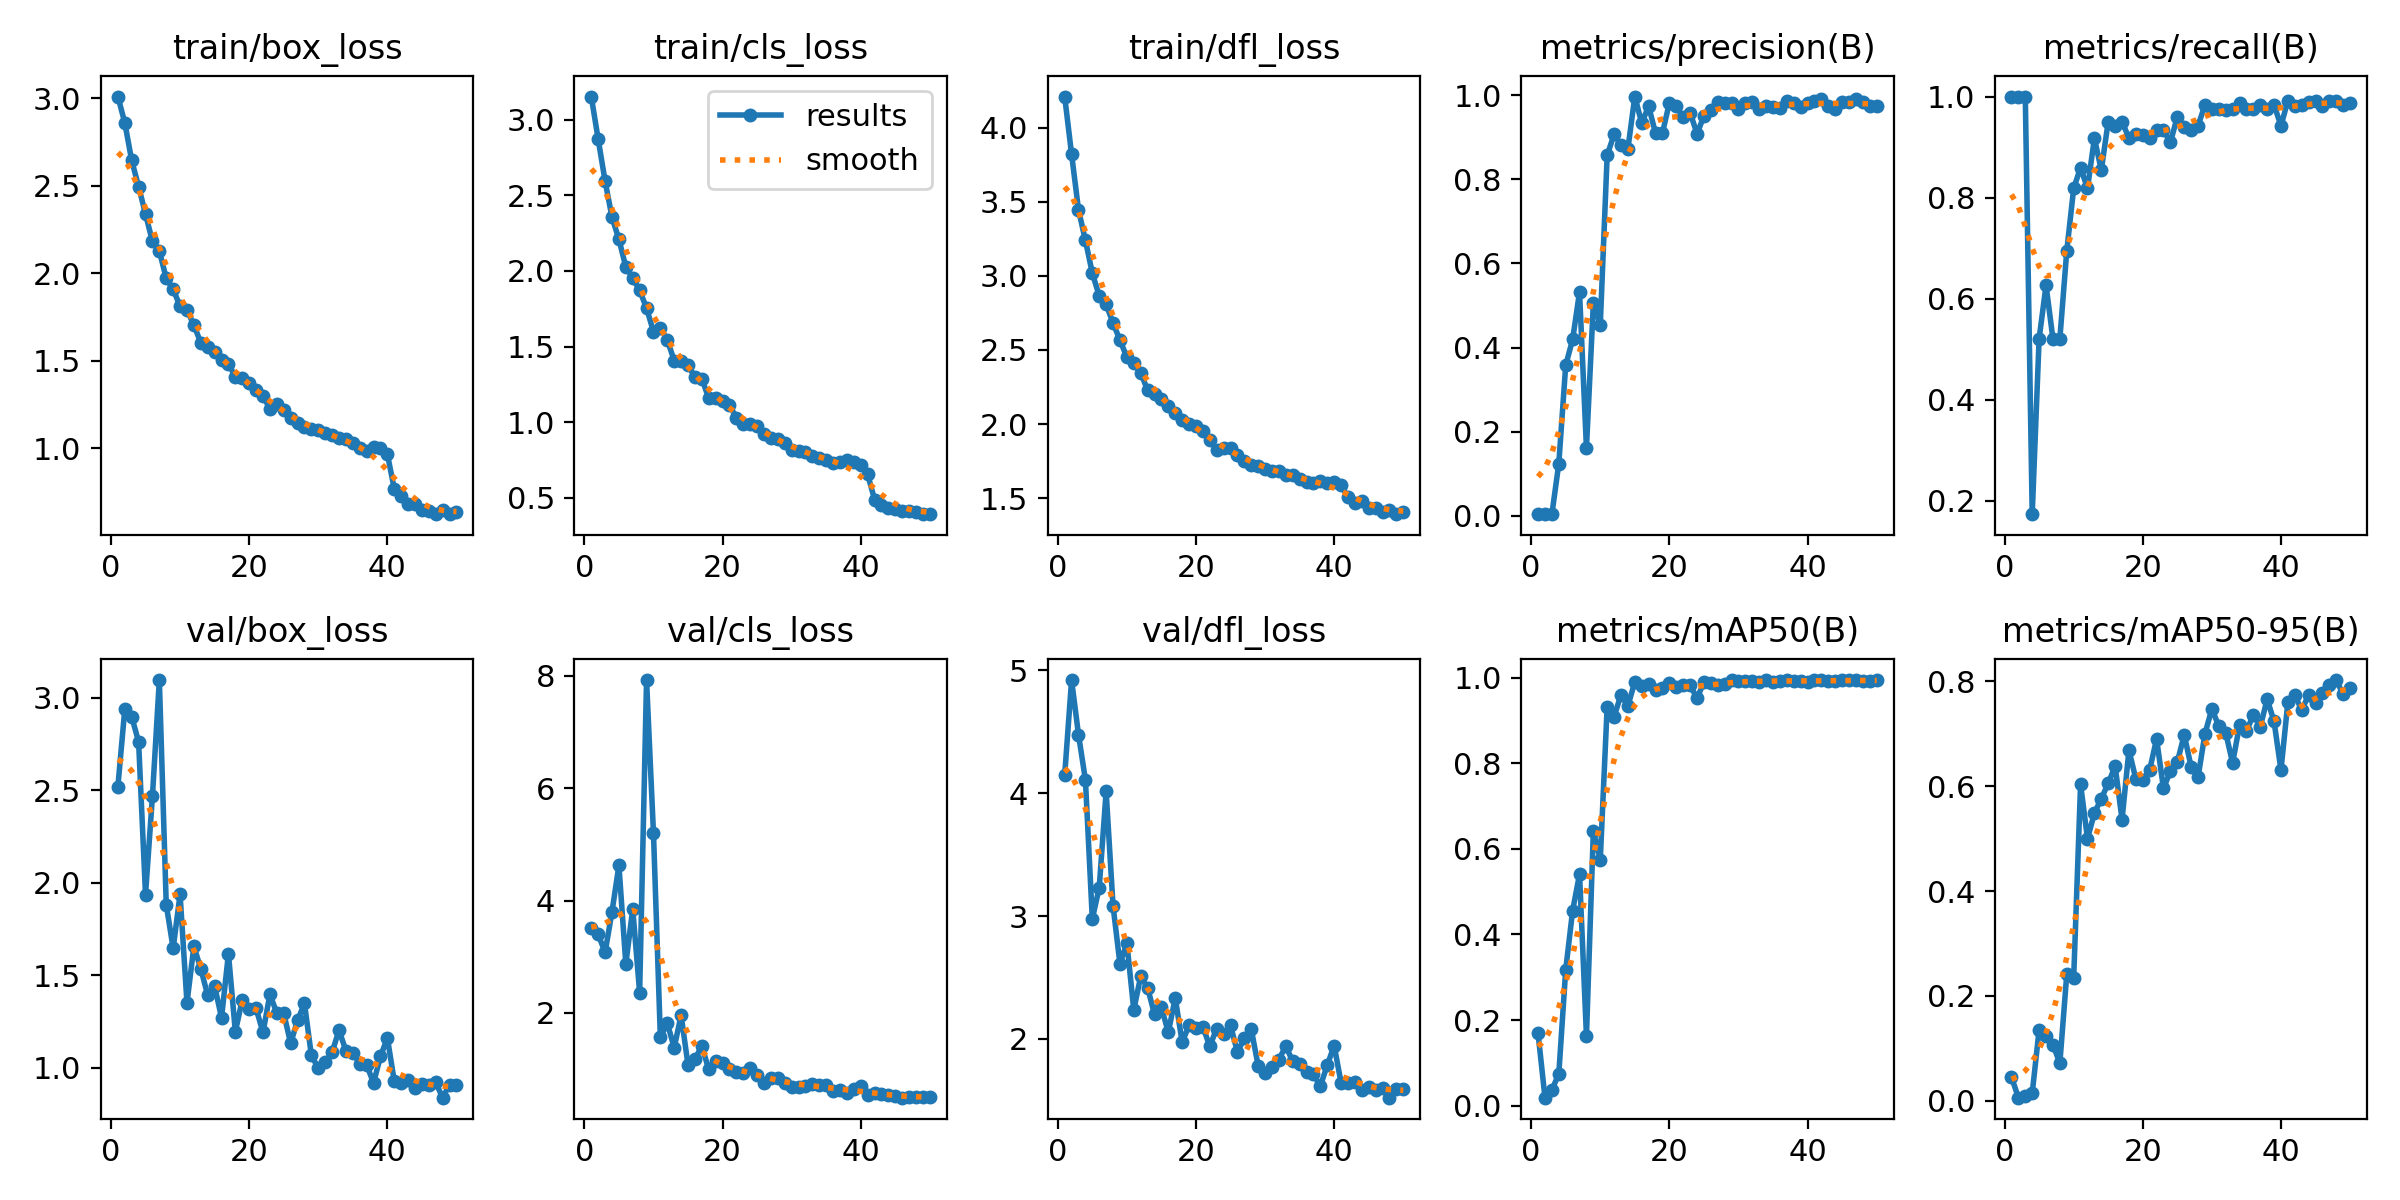 train/box_loss
train/cls_loss
train/dfl_loss
metrics/precision(B)
metrics/recall(B)
3.0
2.5
2.0
1.5
1.0
0 20 40
3.0
2.5
2.0
1.5
1.0
0.5
0 20 40
results
smooth
4.0
3.5
3.0
2.5
2.0
1.5
0 20 40
1.0
0.8
0.6
0.4
0.2
0.0
0 20 40
1.0
0.8
0.6
0.4
0.2
0 20 40
val/box_loss
val/cls_loss
val/dfl_loss
metrics/mAP50(B)
metrics/mAP50-95(B)
3.0
2.5
2.0
1.5
1.0
0 20 40
8
6
4
2
0 20 40
5
4
3
2
0 20 40
1.0
0.8
0.6
0.4
0.2
0.0
0 20 40
0.8
0.6
0.4
0.2
0.0
0 20 40